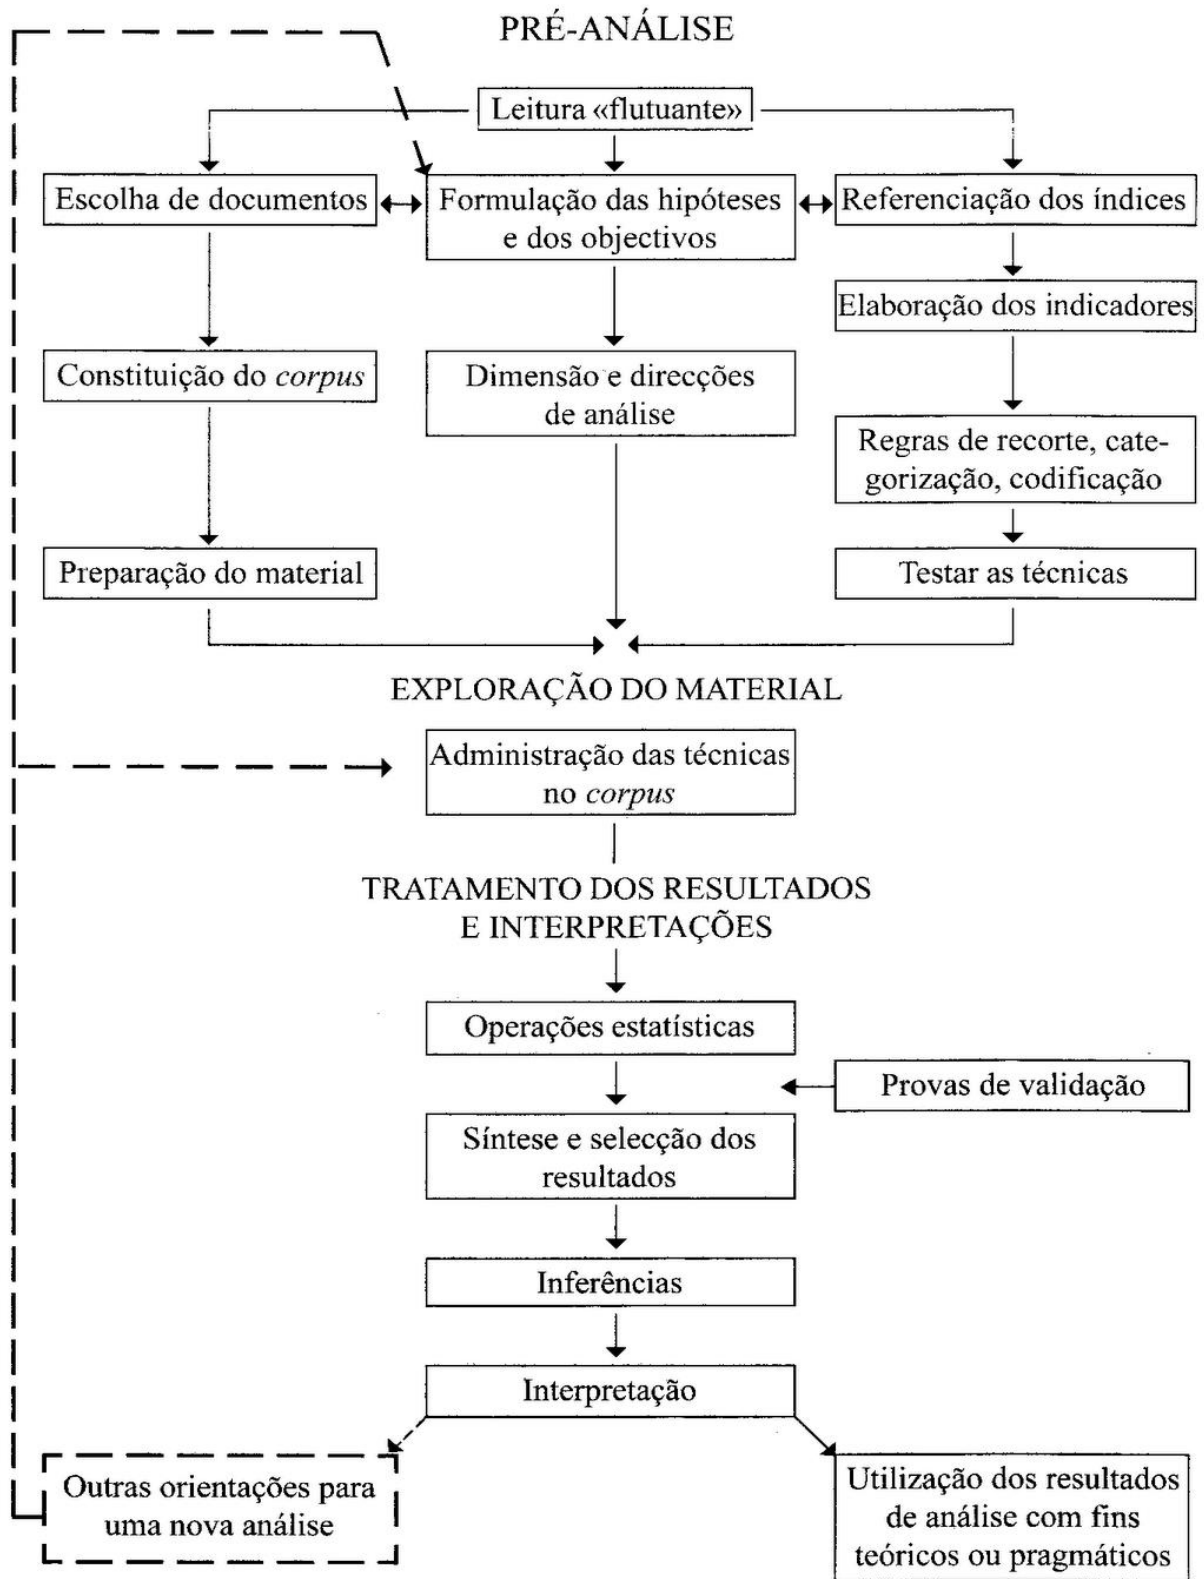 PRÉ-ANÁLISE
Leitura «flutuante»
Escolha de documentos
Formulação das hipóteses
e dos objectivos
Referenciação dos índices
Elaboração dos indicadores
Constituição do corpus
Dimensão e direcções
de análise
Regras de recorte, cate-
gorização, codificação
Preparação do material
Testar as técnicas
EXPLORAÇÃO DO MATERIAL
Administração das técnicas
no corpus
TRATAMENTO DOS RESULTADOS
E INTERPRETAÇÕES
Operações estatísticas
Provas de validação
Síntese e selecção dos
resultados
Inferências
Interpretação
Outras orientações para
uma nova análise
Utilização dos resultados
de análise com fins
teóricos ou pragmáticos